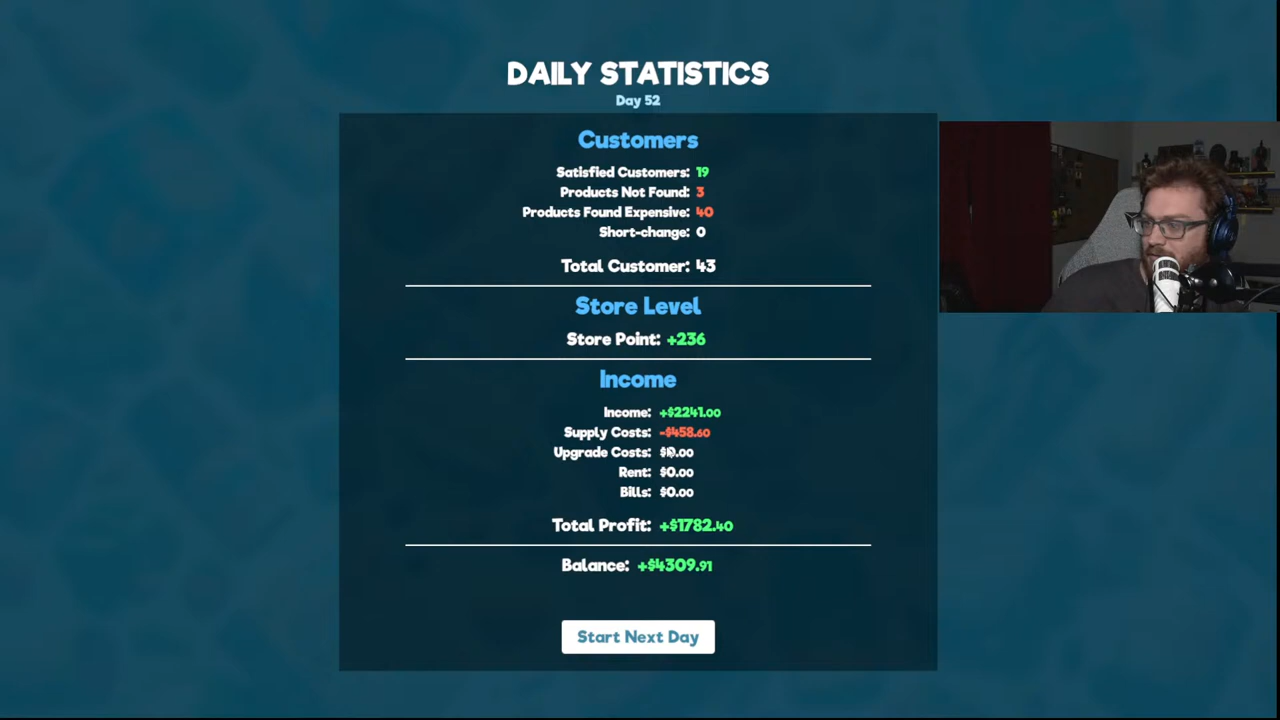 DAILY STATISTICS
Day 52
Customers
Satisfied Customers: 19
Products Not Found: 3
Products Found Expensive: 40
Short-change: 0
Total Customer: 43
Store Level
Store Point: +236
Income
Income: +$2241.00
Supply Costs: -$458.60
Upgrade Costs: $0.00
Rent: $0.00
Bills: $0.00
Total Profit: +$1782.40
Balance: +$4309.91
Start Next Day